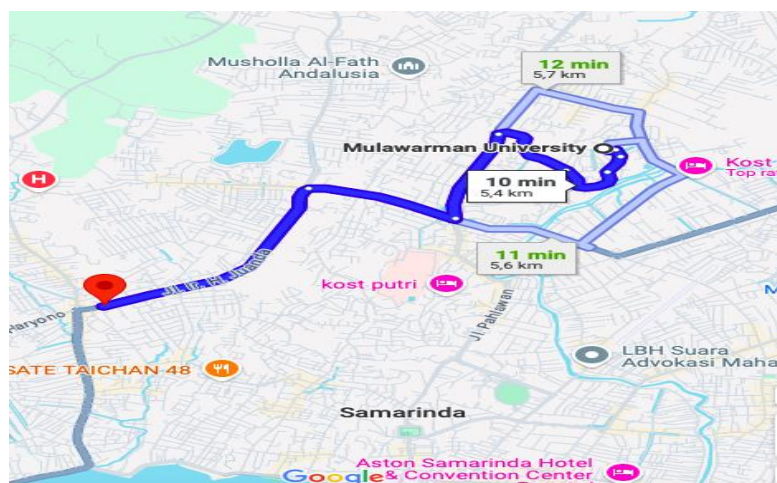 Musholla Al-Fath
Andalusia
12 min
5,7 km
Mulawarman University
Kost
Top ra
10 min
5,4 km
H
11 min
5,6 km
Jl. Ir. H. Juanda
kost putri
Haryono
Jl. Pahlawan
M
SATE TAICHAN 48
LBH Suara
Advokasi Maha
Samarinda
Aston Samarinda Hotel
Google & Convention Center